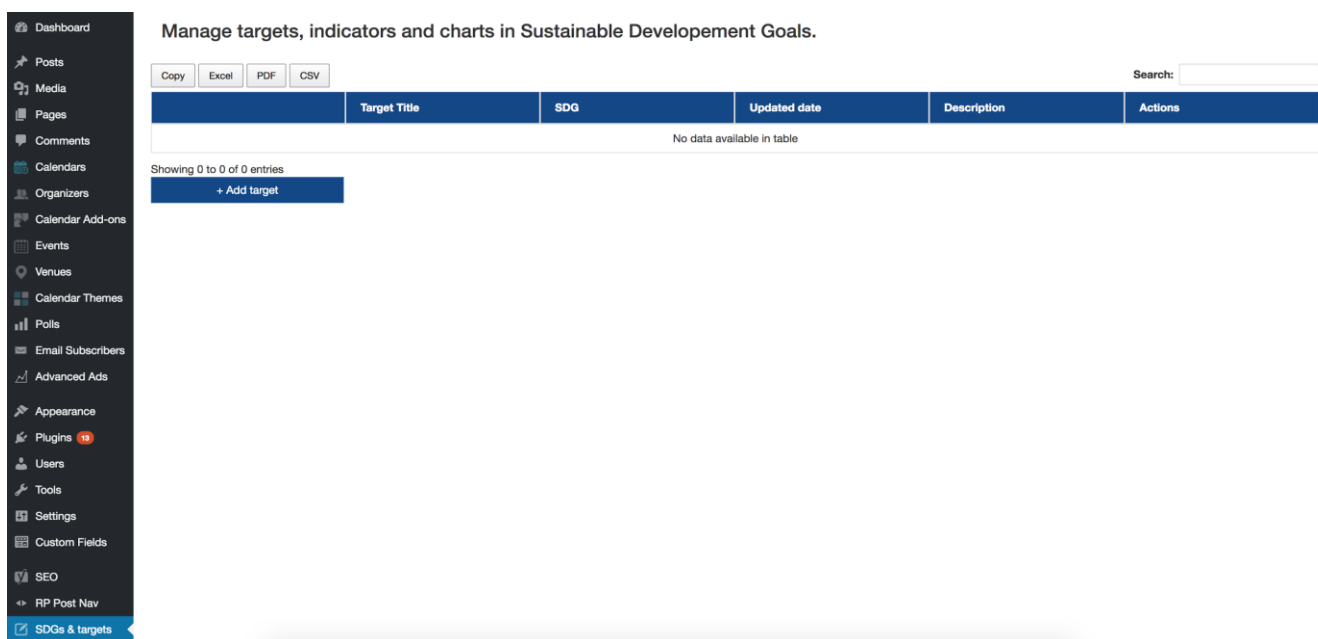 Dashboard
Posts
Media
Pages
Comments
Calendars
Organizers
Calendar Add-ons
Events
Venues
Calendar Themes
Polls
Email Subscribers
Advanced Ads
Appearance
Plugins 13
Users
Tools
Settings
Custom Fields
SEO
RP Post Nav
SDGs & targets
Manage targets, indicators and charts in Sustainable Developement Goals.
Copy Excel PDF CSV Search:
Target Title SDG Updated date Description Actions
No data available in table
Showing 0 to 0 of 0 entries
+ Add target